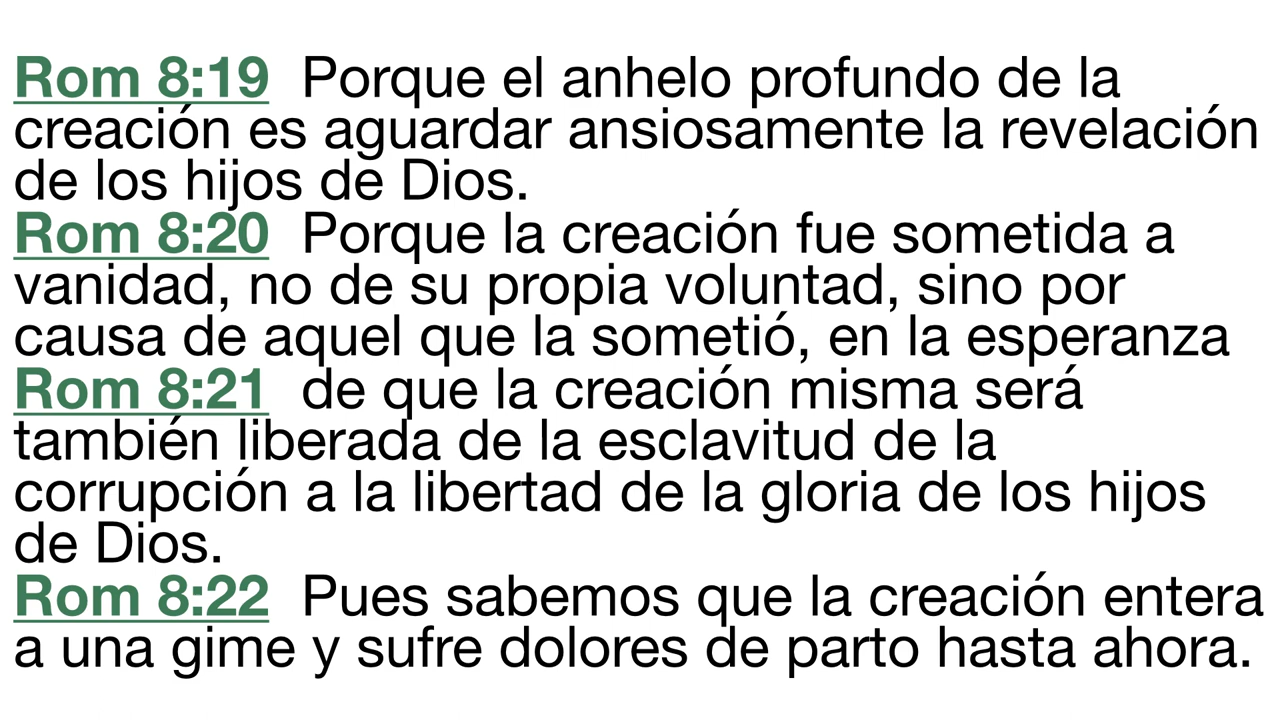 Rom 8:19 Porque el anhelo profundo de la
creación es aguardar ansiosamente la revelación
de los hijos de Dios.
Rom 8:20 Porque la creación fue sometida a
vanidad, no de su propia voluntad, sino por
causa de aquel que la sometió, en la esperanza
Rom 8:21 de que la creación misma será
también liberada de la esclavitud de la
corrupción a la libertad de la gloria de los hijos
de Dios.
Rom 8:22 Pues sabemos que la creación entera
a una gime y sufre dolores de parto hasta ahora.